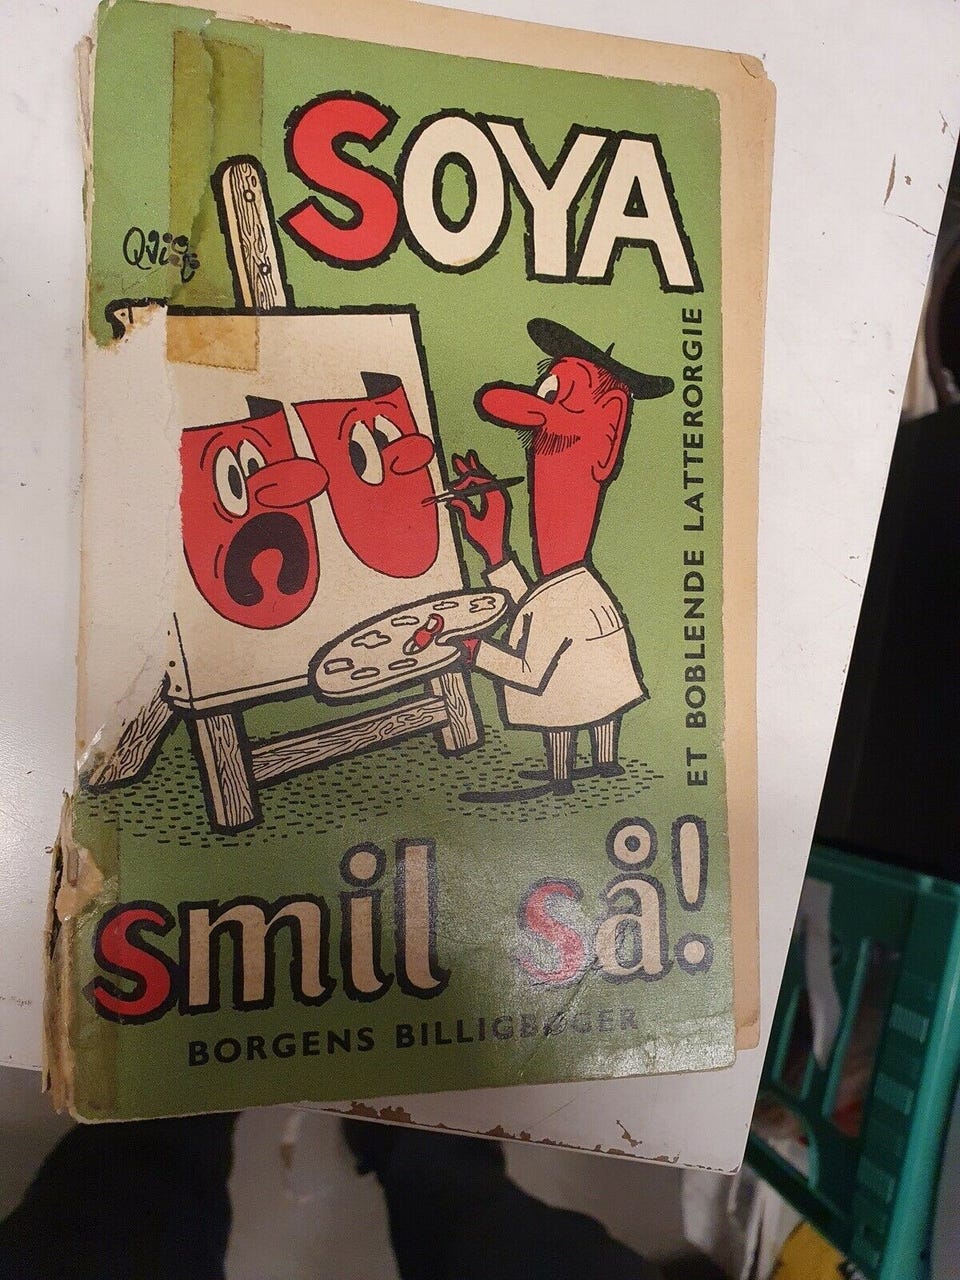 SOYA
ET BOBLENDE LATTERORGIE
smil så!
BORGENS BILLIGBØGER